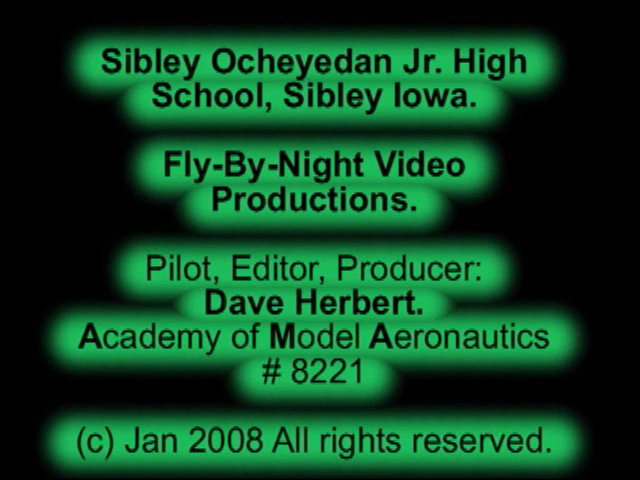 Sibley Ocheyedan Jr. High
School, Sibley Iowa.
Fly-By-Night Video
Productions.
Pilot, Editor, Producer:
Dave Herbert.
Academy of Model Aeronautics
# 8221
(c) Jan 2008 All rights reserved.